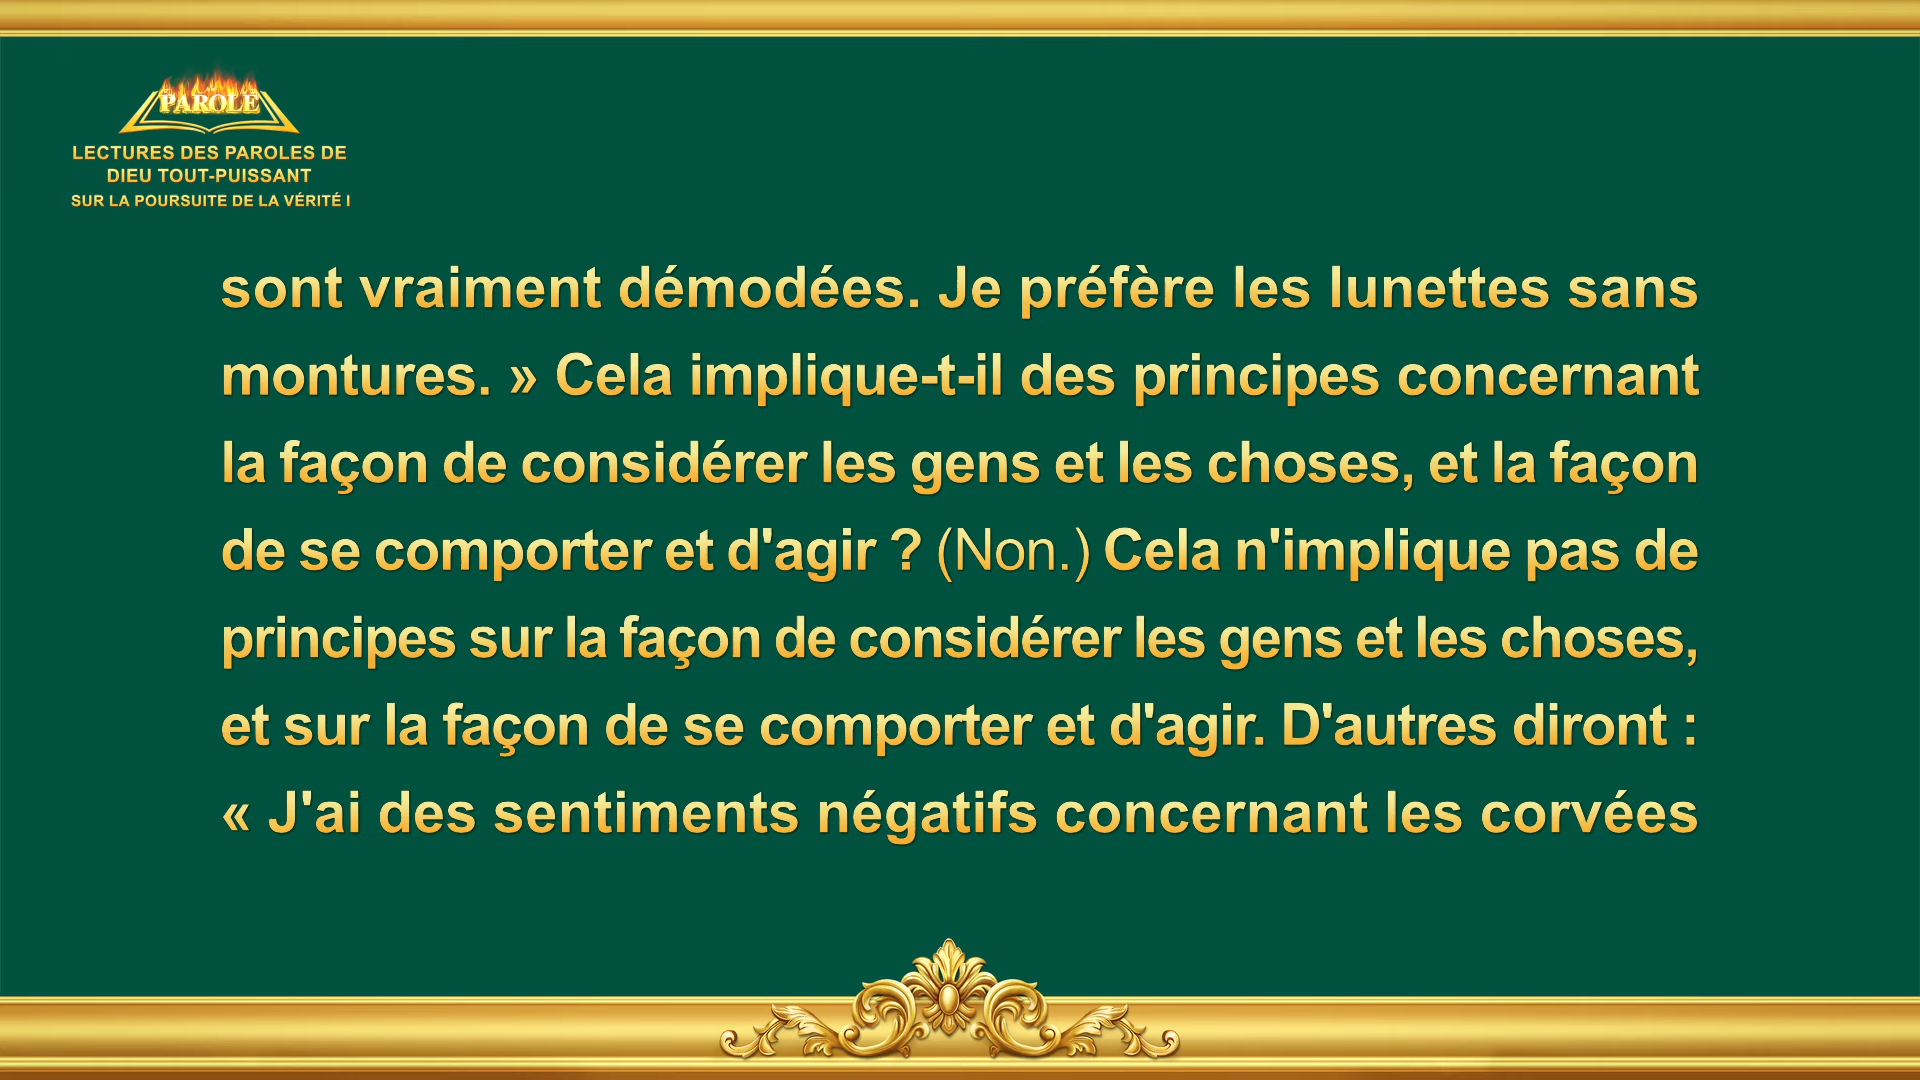 PAROLE
LECTURES DES PAROLES DE
DIEU TOUT-PUISSANT
SUR LA POURSUITE DE LA VÉRITÉ I
sont vraiment démodées. Je préfère les lunettes sans
montures. » Cela implique-t-il des principes concernant
la façon de considérer les gens et les choses, et la façon
de se comporter et d'agir ? (Non.) Cela n'implique pas de
principes sur la façon de considérer les gens et les choses,
et sur la façon de se comporter et d'agir. D'autres diront :
« J'ai des sentiments négatifs concernant les corvées